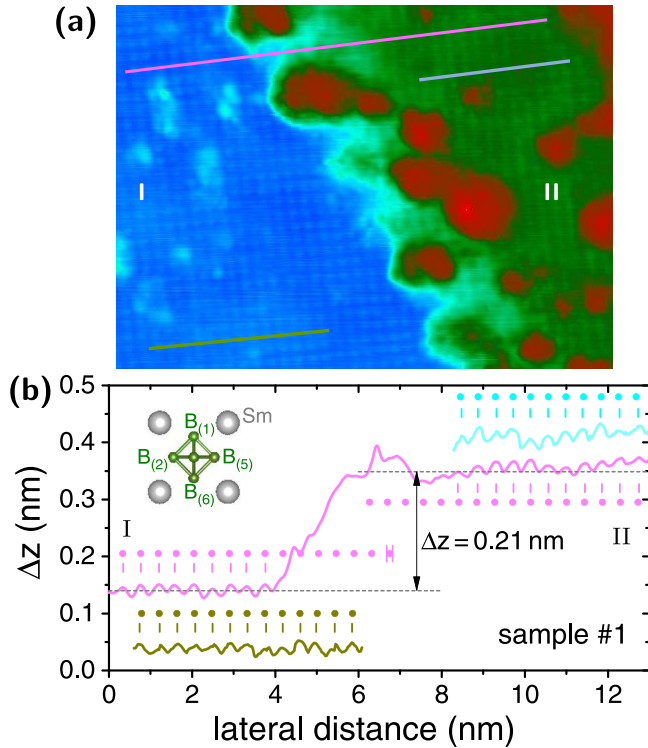 (a)
I
II
(b)
0.5
0.4
0.3
0.2
0.1
0.0
Δz (nm)
B(1)
Sm
B(2)
B(5)
B(6)
I
II
Δz = 0.21 nm
sample #1
0 2 4 6 8 10 12
lateral distance (nm)